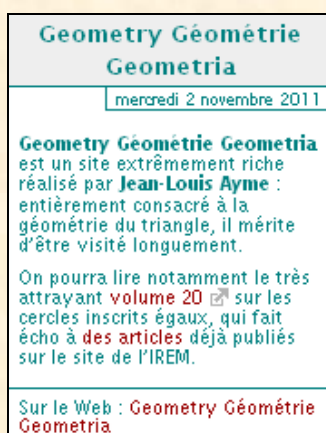 Geometry Géométrie
Geometria
mercredi 2 novembre 2011
Geometry Géométrie Geometria
est un site extrêmement riche
réalisé par Jean-Louis Ayme :
entièrement consacré à la
géométrie du triangle, il mérite
d'être visité longuement.
On pourra lire notamment le très
attrayant volume 20 sur les
cercles inscrits égaux, qui fait
écho à des articles déjà publiés
sur le site de l'IREM.
Sur le Web : Geometry Géométrie
Geometria